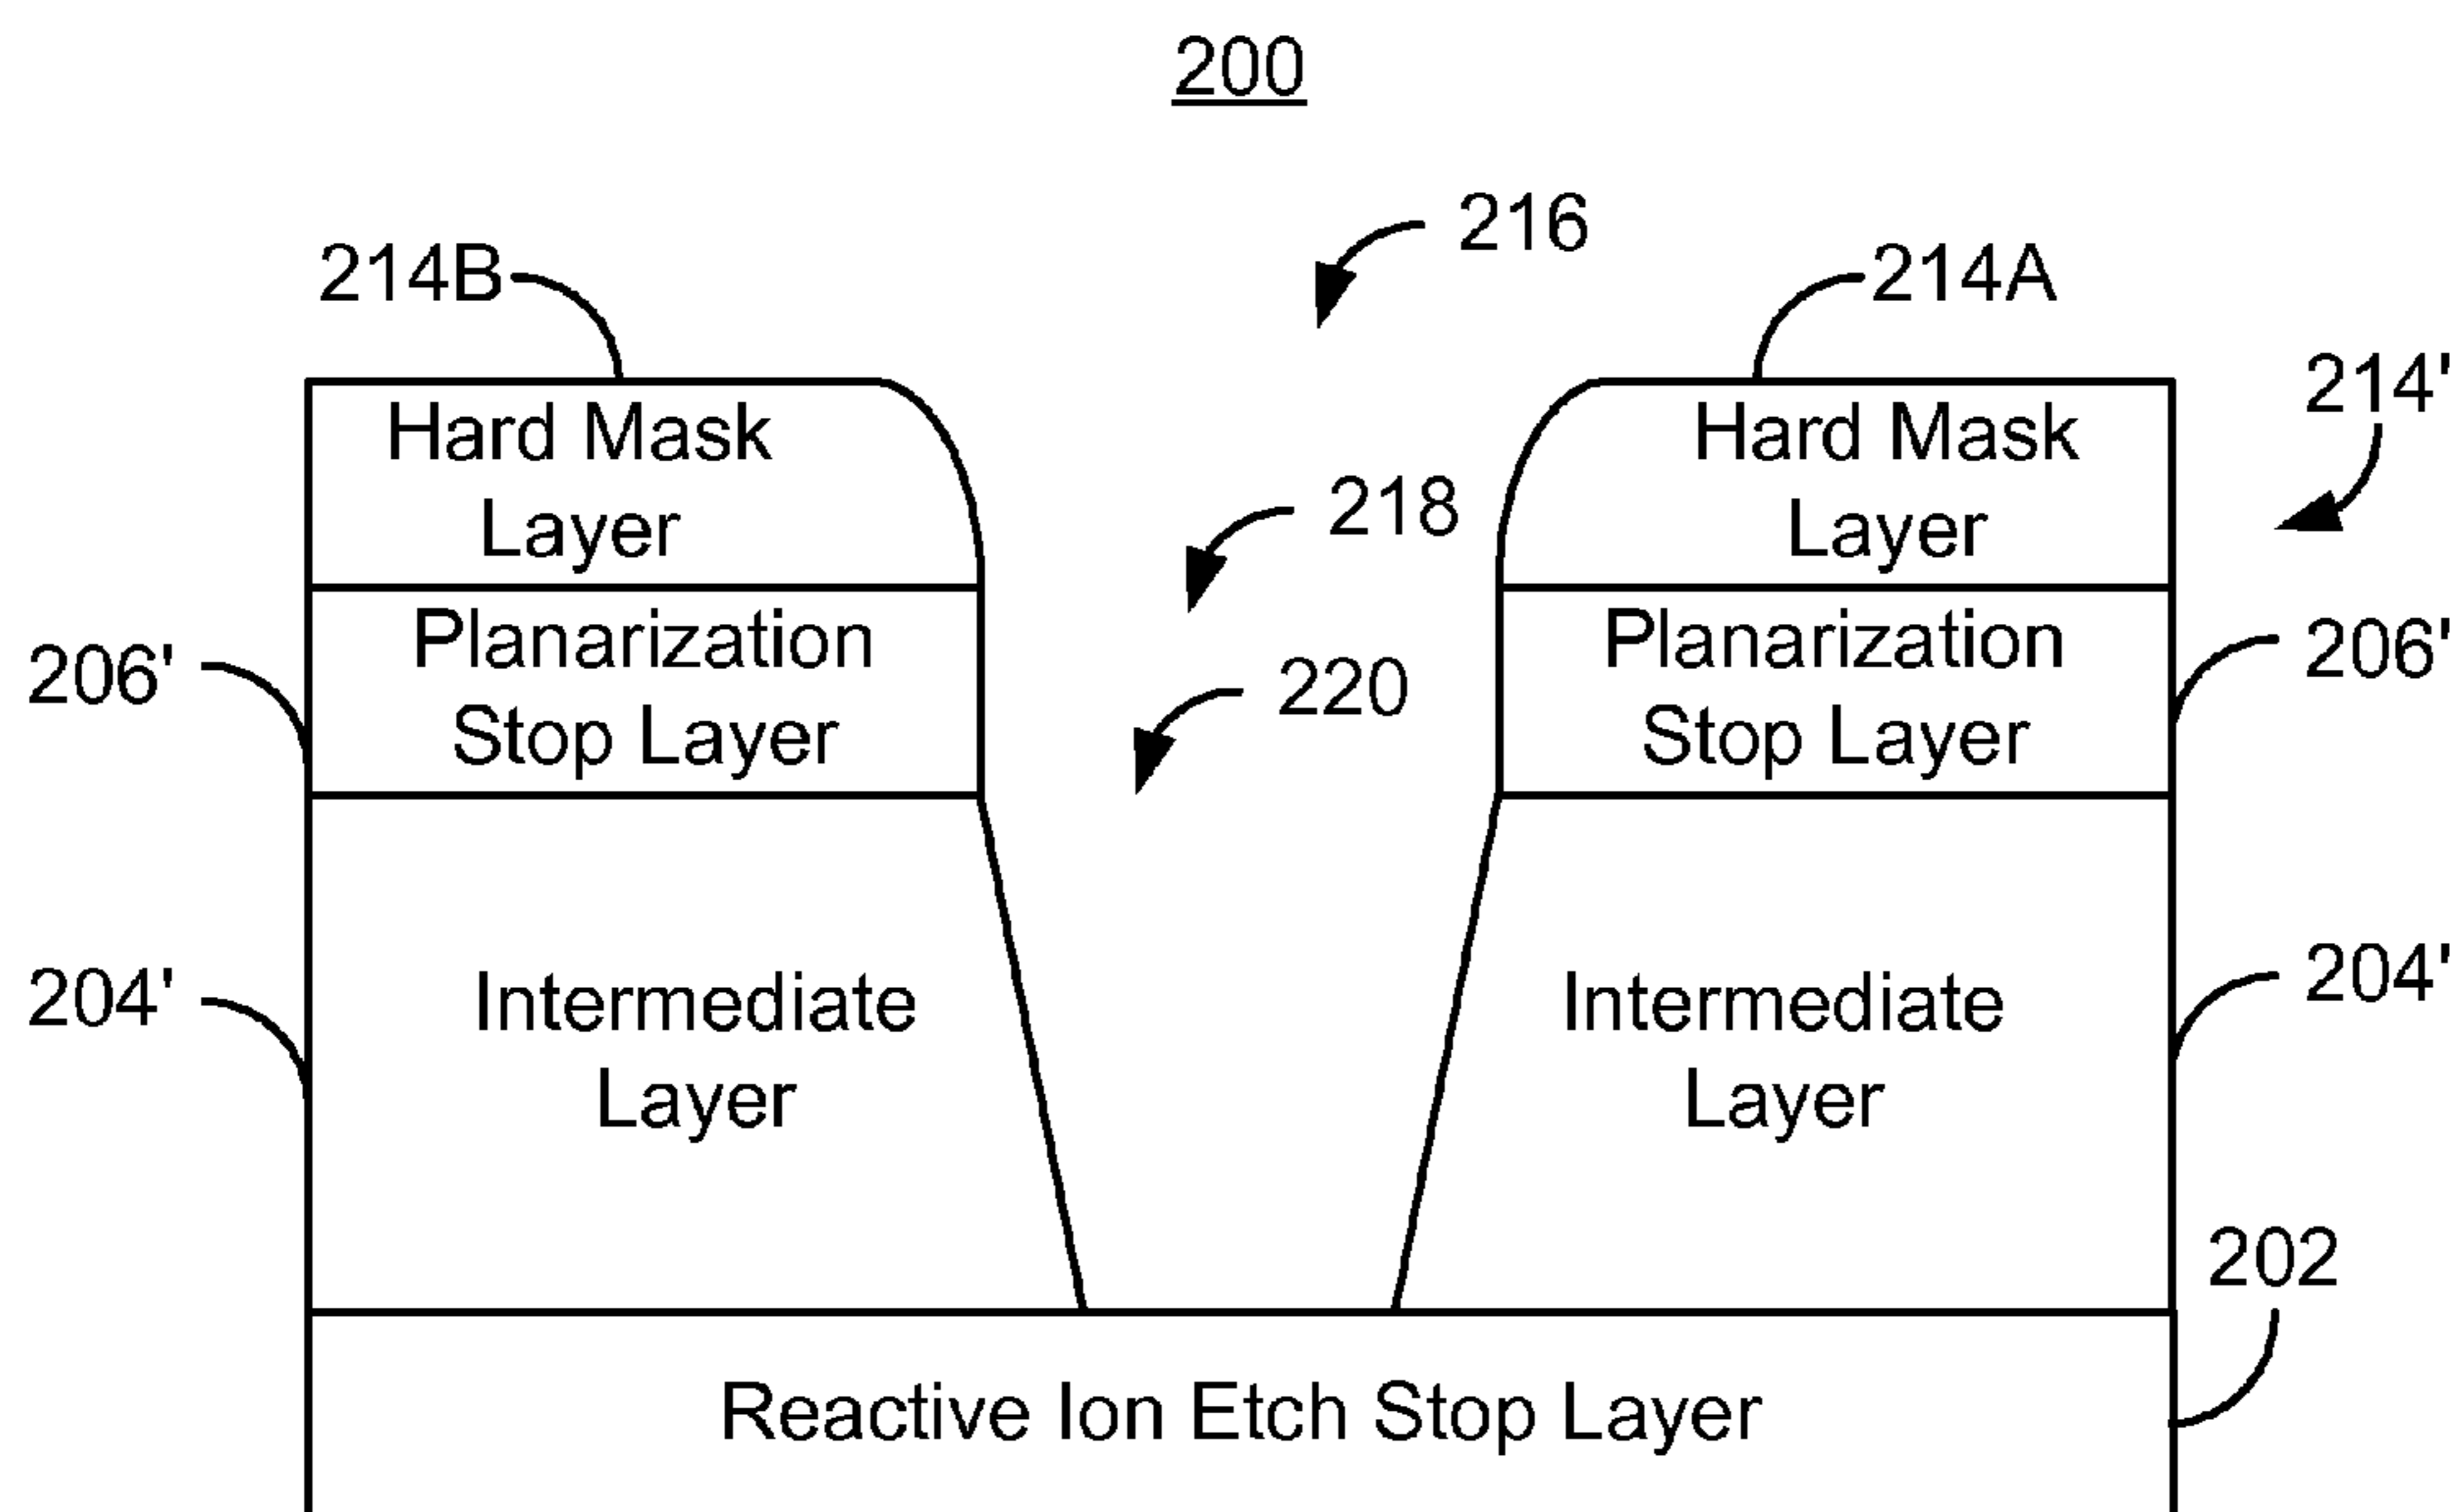 200
216
214B
214A
214'
Hard Mask
Layer
Hard Mask
Layer
218
206'
Planarization
Stop Layer
220
Planarization
Stop Layer
206'
204'
Intermediate
Layer
Intermediate
Layer
204'
202
Reactive Ion Etch Stop Layer